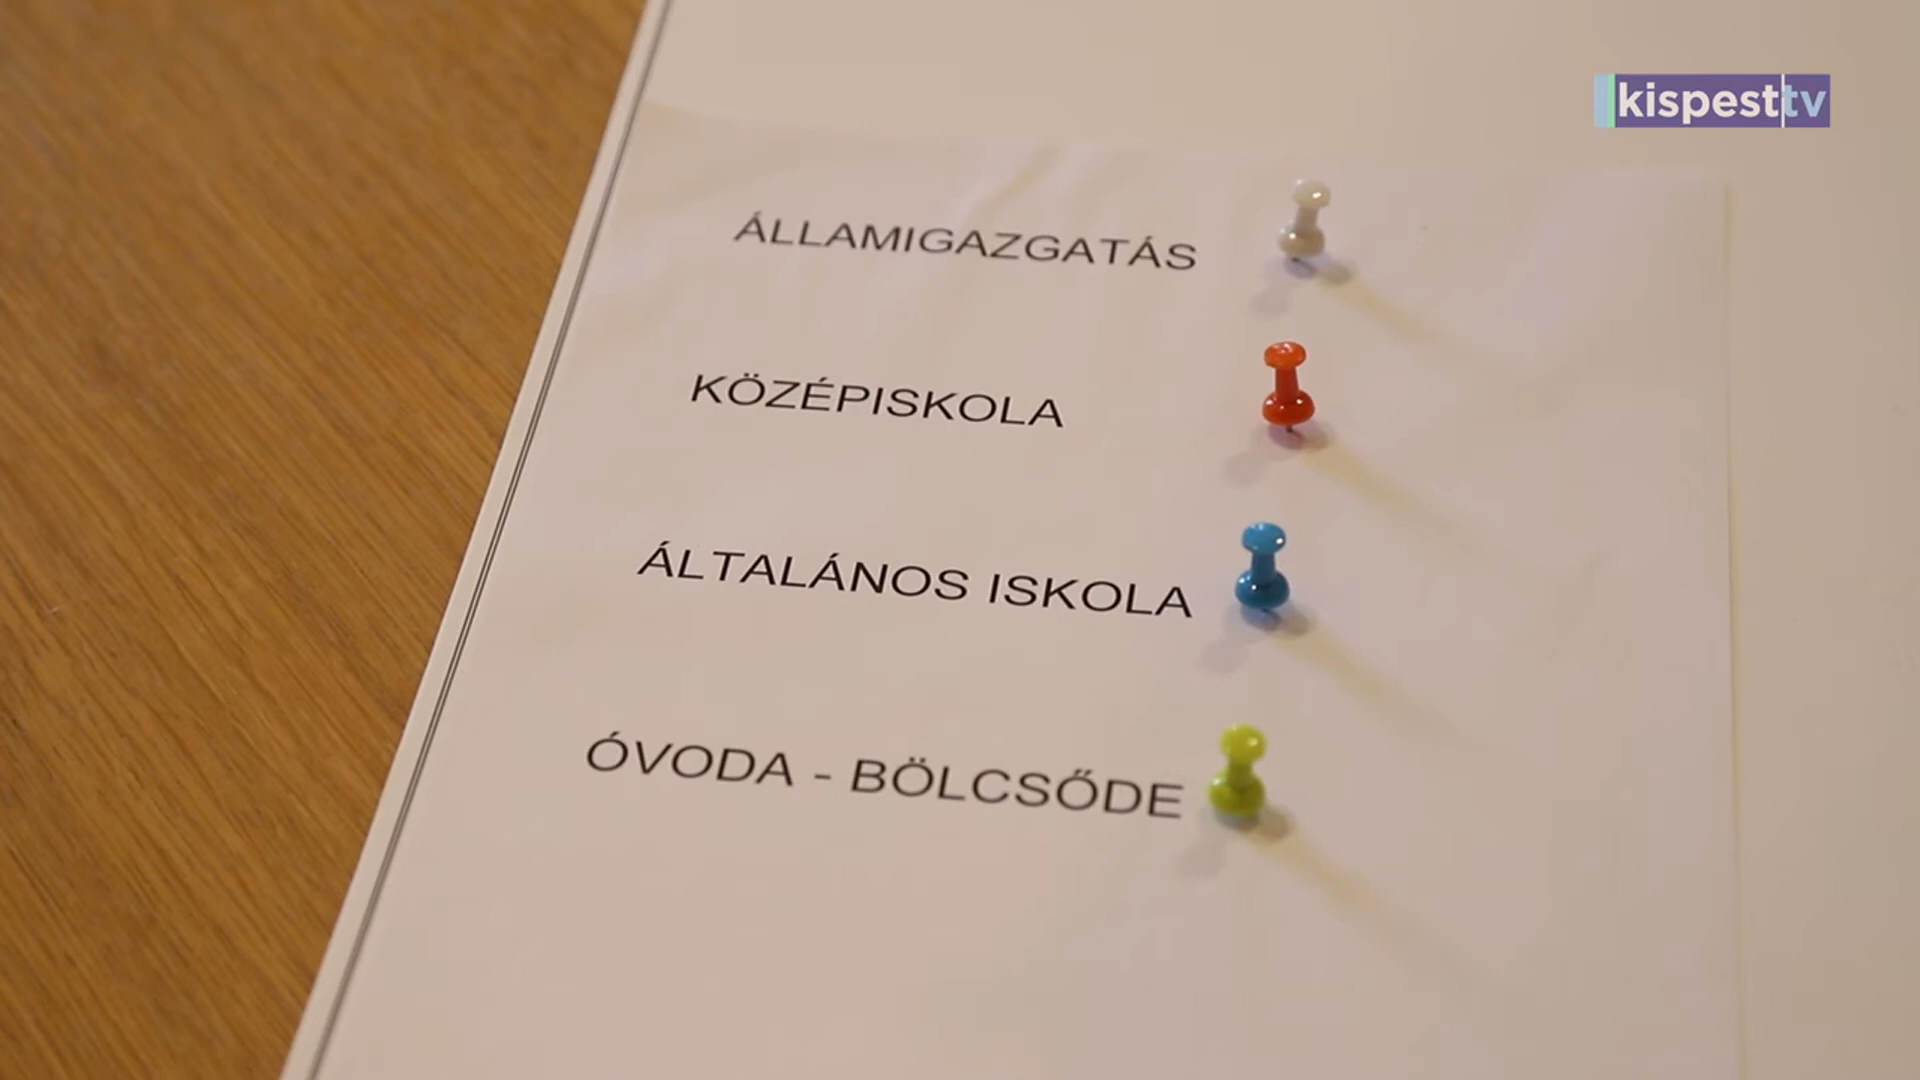 kispesttv
ÁLLAMIGAZGATÁS
KÖZÉPISKOLA
ÁLTALÁNOS ISKOLA
ÓVODA - BÖLCSŐDE